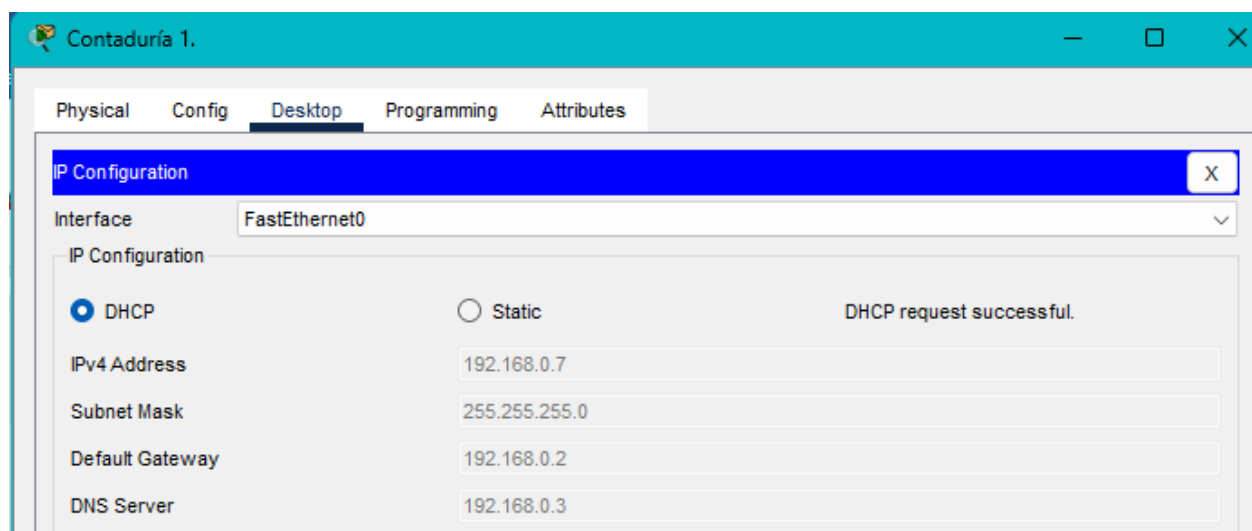 Contaduría 1.
Physical Config Desktop Programming Attributes
IP Configuration X
Interface FastEthernet0
IP Configuration
DHCP Static DHCP request successful.
IPv4 Address 192.168.0.7
Subnet Mask 255.255.255.0
Default Gateway 192.168.0.2
DNS Server 192.168.0.3